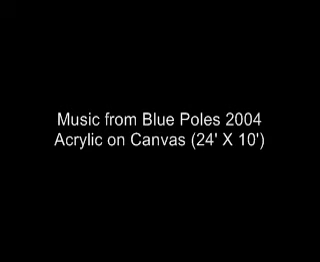 Music from Blue Poles 2004
Acrylic on Canvas (24' X 10')